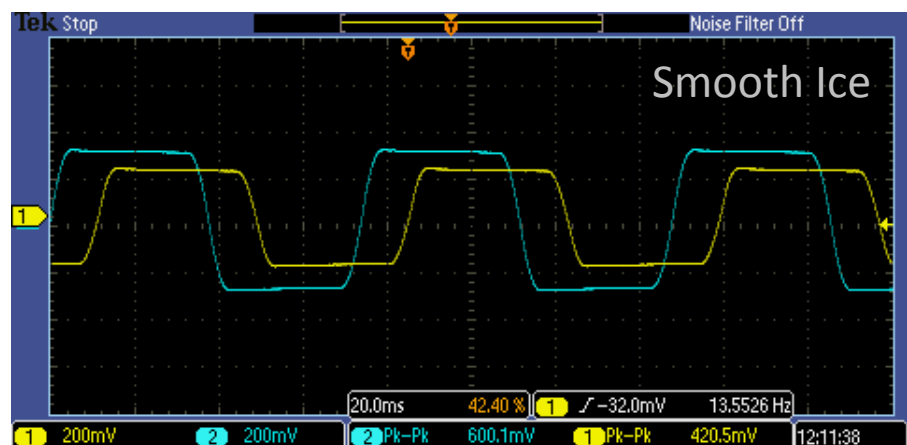 Tek Stop Noise Filter Off
T
T
Smooth Ice
1
20.0ms 42.40 % 1 ƒ -32.0mV 13.5526 Hz
1 200mV 2 200mV 2 Pk-Pk 600.1mV 1 Pk-Pk 420.5mV 12:11:38